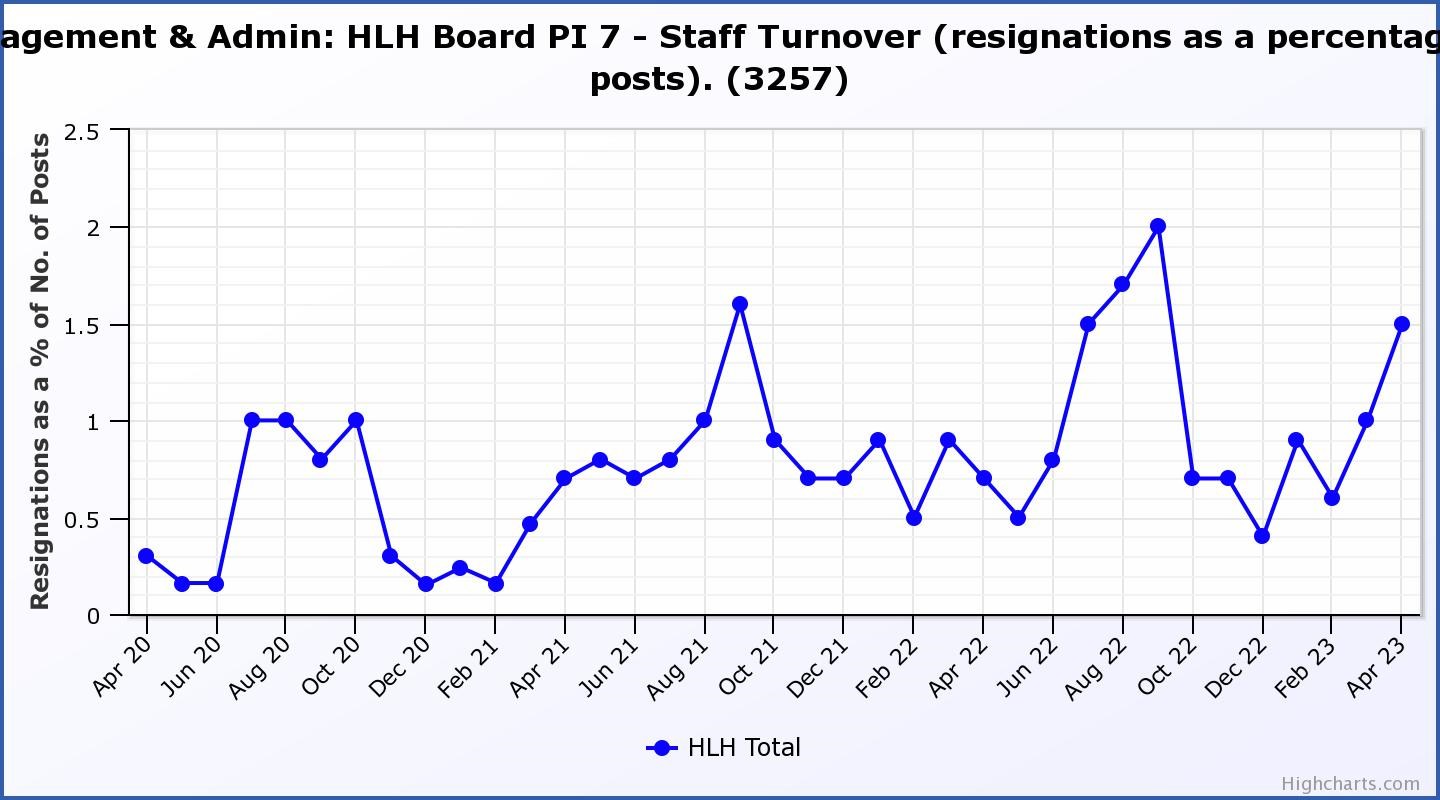 agement & Admin: HLH Board PI 7 - Staff Turnover (resignations as a percentag
posts). (3257)
Resignations as a % of No. of Posts
2.5
2
1.5
1
0.5
0
Apr 20
Jun 20
Aug 20
Oct 20
Dec 20
Feb 21
Apr 21
Jun 21
Aug 21
Oct 21
Dec 21
Feb 22
Apr 22
Jun 22
Aug 22
Oct 22
Dec 22
Feb 23
Apr 23
HLH Total
Highcharts.com